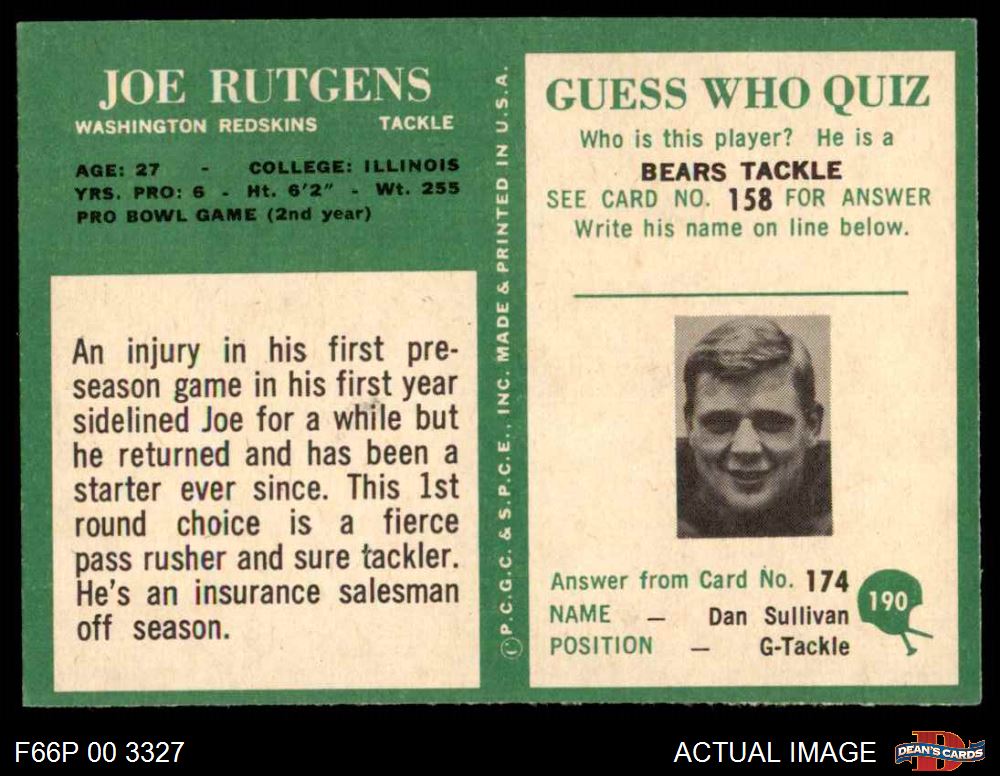 JOE RUTGENS
WASHINGTON REDSKINS TACKLE
AGE: 27 - COLLEGE: ILLINOIS
YRS. PRO: 6 - Ht. 6'2" - Wt. 255
PRO BOWL GAME (2nd year)
An injury in his first pre-
season game in his first year
sidelined Joe for a while but
he returned and has been a
starter ever since. This 1st
round choice is a fierce
pass rusher and sure tackler.
He's an insurance salesman
off season.
©P.C.G.C. & S.P.C.E., INC. MADE & PRINTED IN U.S.A.
GUESS WHO QUIZ
Who is this player? He is a
BEARS TACKLE
SEE CARD NO. 158 FOR ANSWER
Write his name on line below.
Answer from Card No. 174
NAME — Dan Sullivan
POSITION — G-Tackle
190
F66P 00 3327
ACTUAL IMAGE
D
DEAN'S CARDS